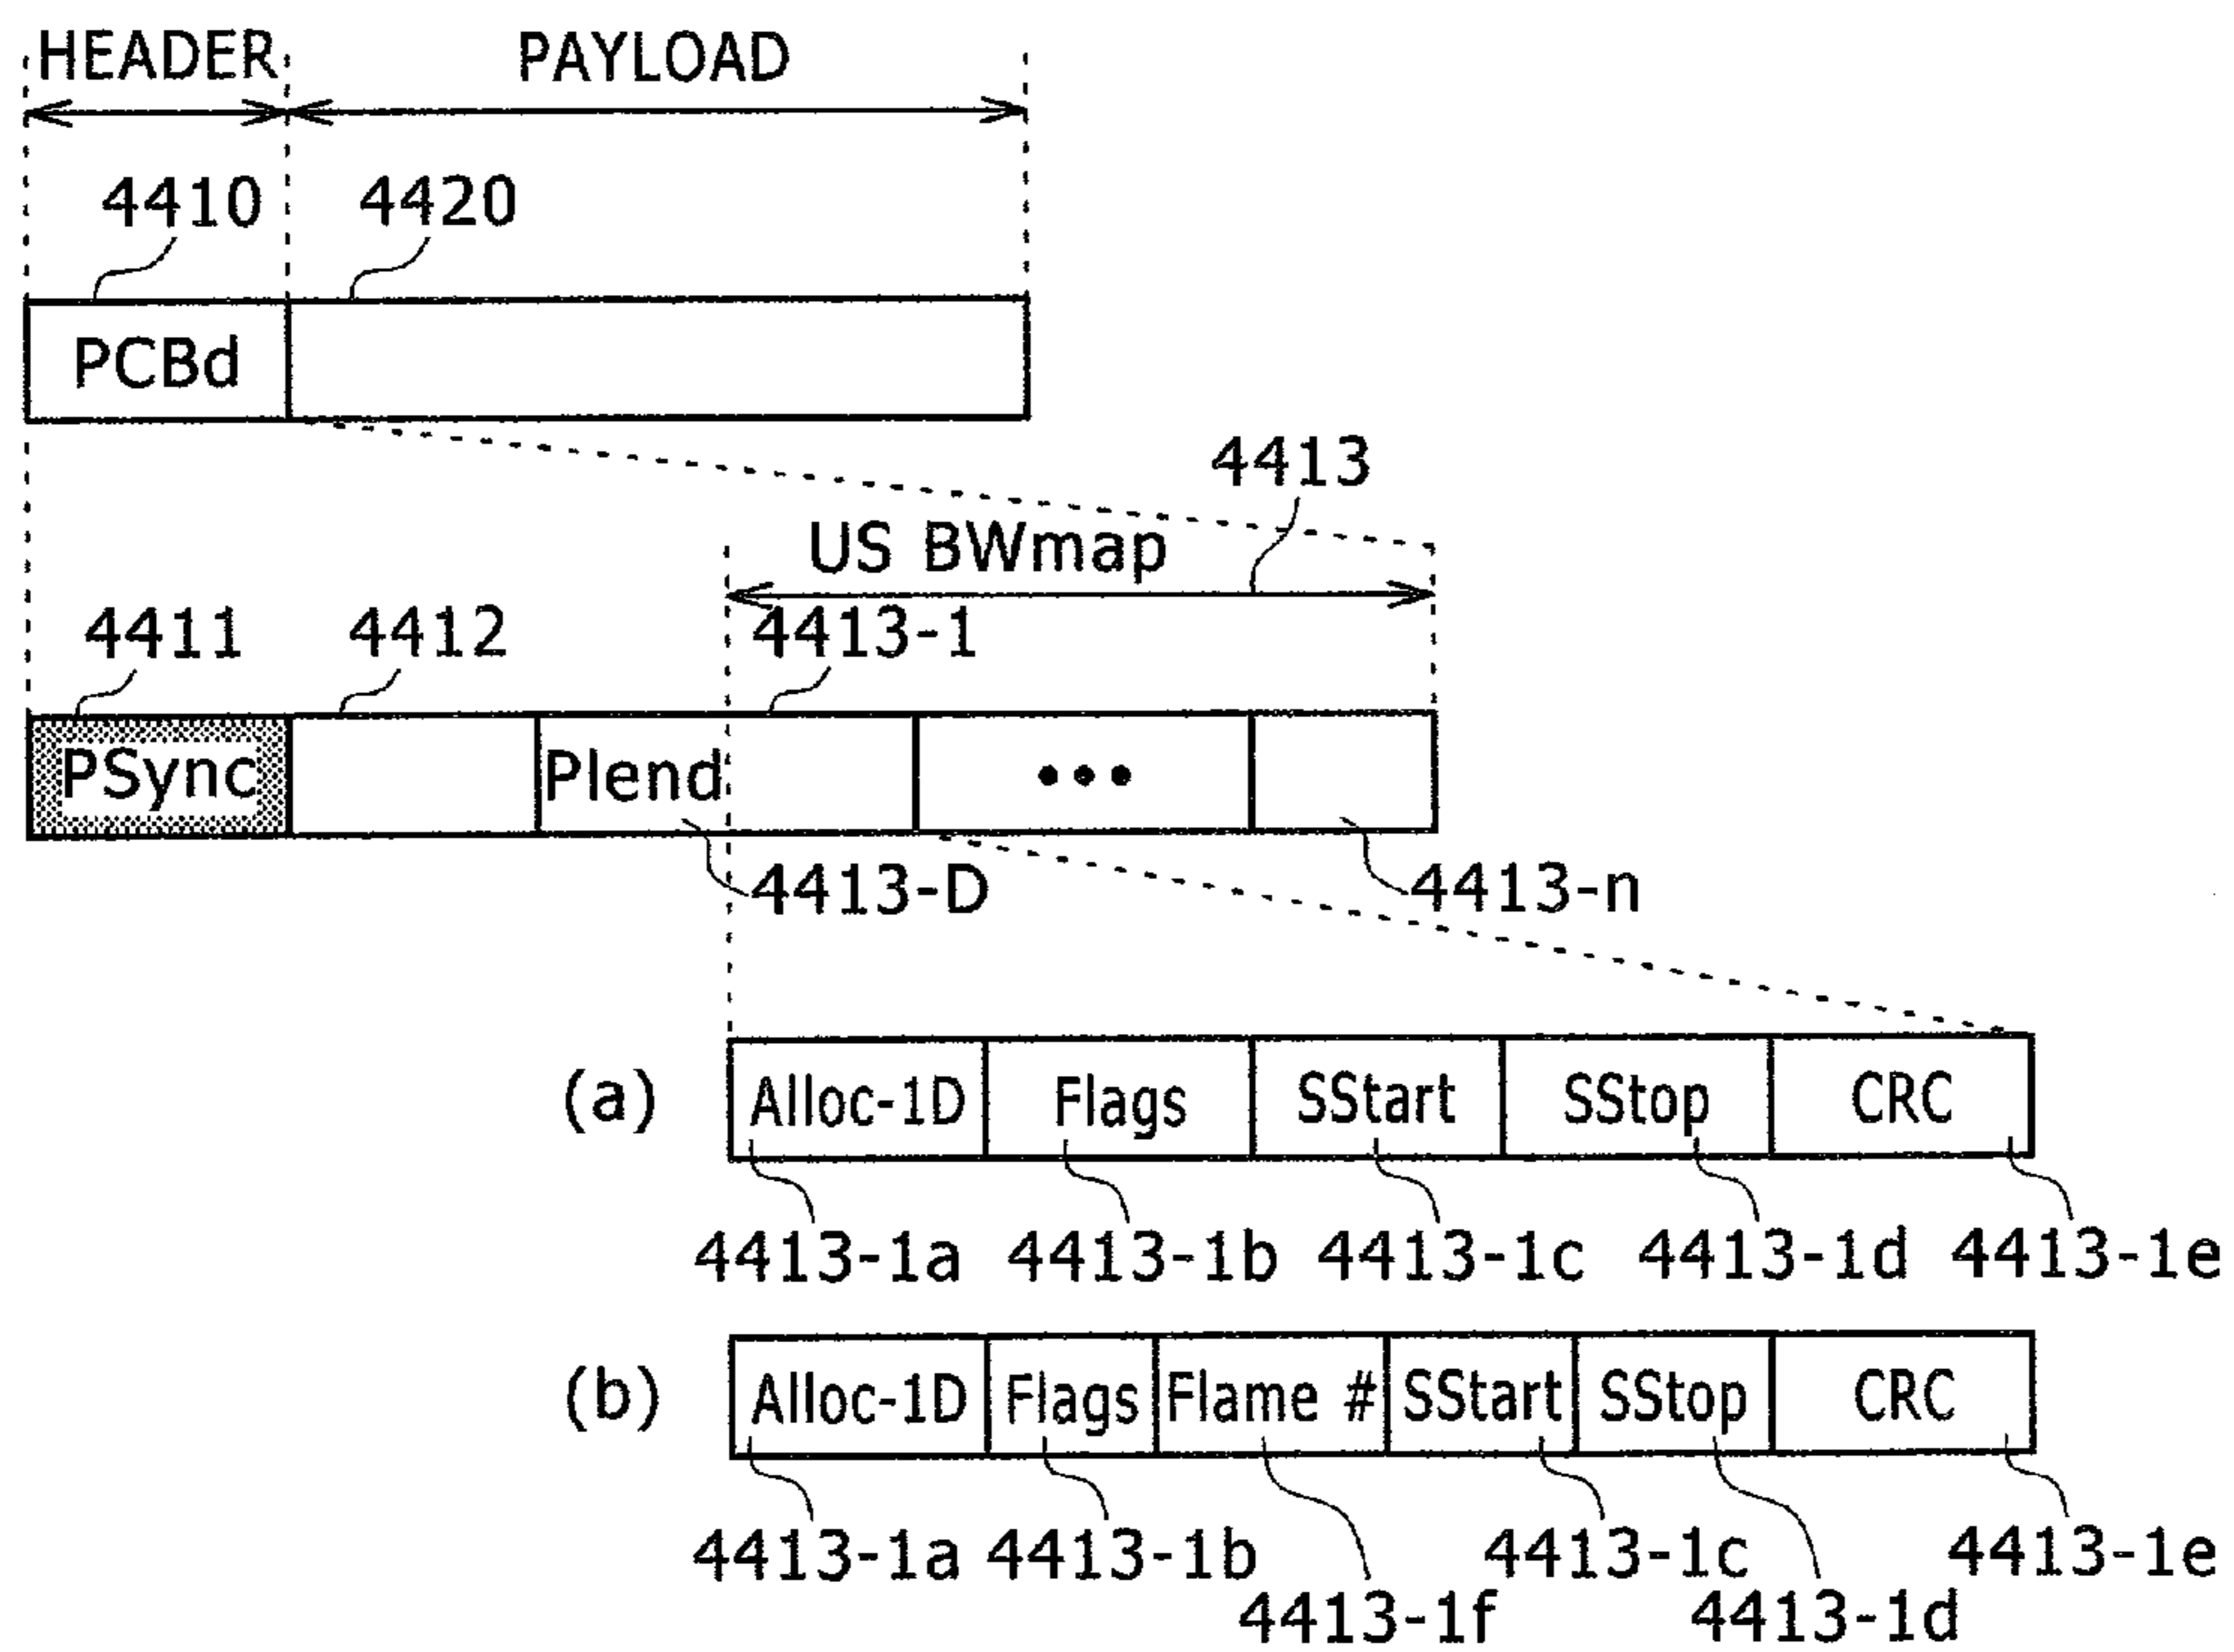 HEADER PAYLOAD
4410 4420
PCBd
4413
US BWmap
4411 4412 4413-1
PSync Plend •••
4413-D 4413-n
(a) Alloc-1D Flags SStart SStop CRC
4413-1a 4413-1b 4413-1c 4413-1d 4413-1e
(b) Alloc-1D Flags Flame # SStart SStop CRC
4413-1a 4413-1b 4413-1c 4413-1e
4413-1f 4413-1d